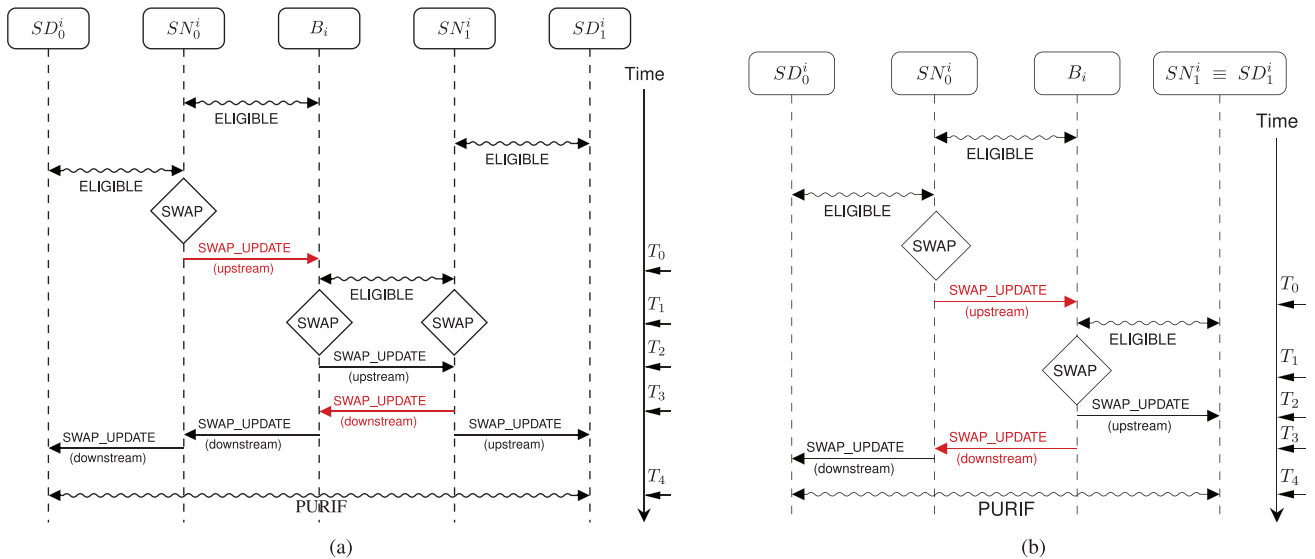 SD_0^i SN_0^i B_i SN_1^i SD_1^i
Time
ELIGIBLE
ELIGIBLE
ELIGIBLE
SWAP
SWAP_UPDATE
(upstream)
T_0
ELIGIBLE
SWAP SWAP
T_1
SWAP_UPDATE
(upstream)
T_2
SWAP_UPDATE
(downstream)
T_3
SWAP_UPDATE SWAP_UPDATE SWAP_UPDATE
(downstream) (downstream) (upstream)
PURIF
T_4
(a)
SD_0^i SN_0^i B_i SN_1^i ≡ SD_1^i
Time
ELIGIBLE
ELIGIBLE
SWAP
SWAP_UPDATE
(upstream)
T_0
ELIGIBLE
SWAP
T_1
SWAP_UPDATE
(upstream)
T_2
SWAP_UPDATE SWAP_UPDATE
(downstream) (downstream)
T_3
PURIF
T_4
(b)